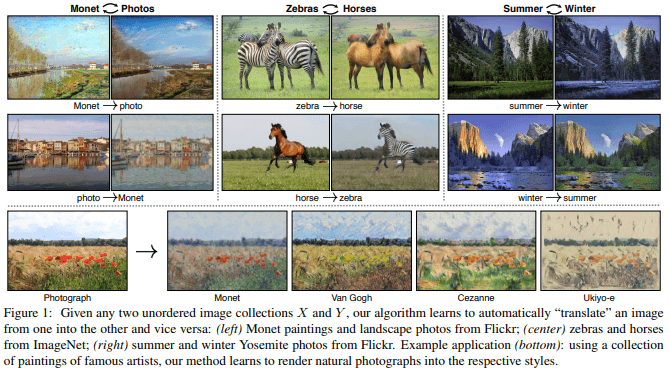 Monet ⟳ Photos
Zebras ⟳ Horses
Summer ⟳ Winter
Monet → photo
zebra → horse
summer → winter
photo → Monet
horse → zebra
winter → summer
Photograph
Monet
Van Gogh
Cezanne
Ukiyo-e
Figure 1: Given any two unordered image collections X and Y, our algorithm learns to automatically “translate” an image
from one into the other and vice versa: (left) Monet paintings and landscape photos from Flickr; (center) zebras and horses
from ImageNet; (right) summer and winter Yosemite photos from Flickr. Example application (bottom): using a collection
of paintings of famous artists, our method learns to render natural photographs into the respective styles.